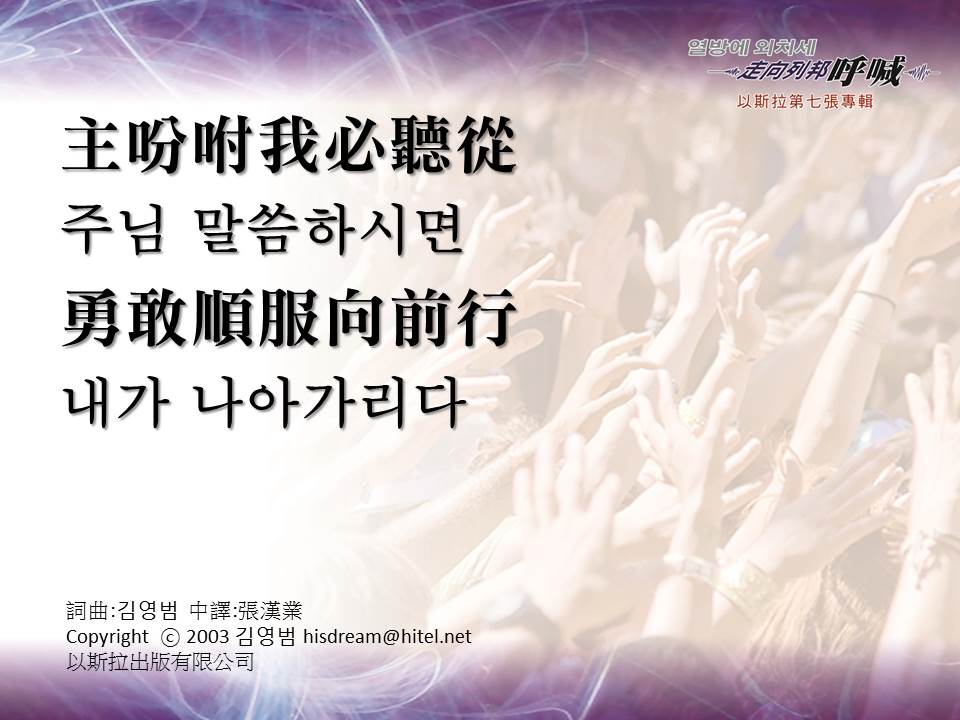 열방에 외치세
走向列邦呼喊
以斯拉第七張專輯
主吩咐我必聽從
주님 말씀하시면
勇敢順服向前行
내가 나아가리다
詞曲:김영범 中譯:張漢業
Copyright ⓒ 2003 김영범 hisdream@hitel.net
以斯拉出版有限公司